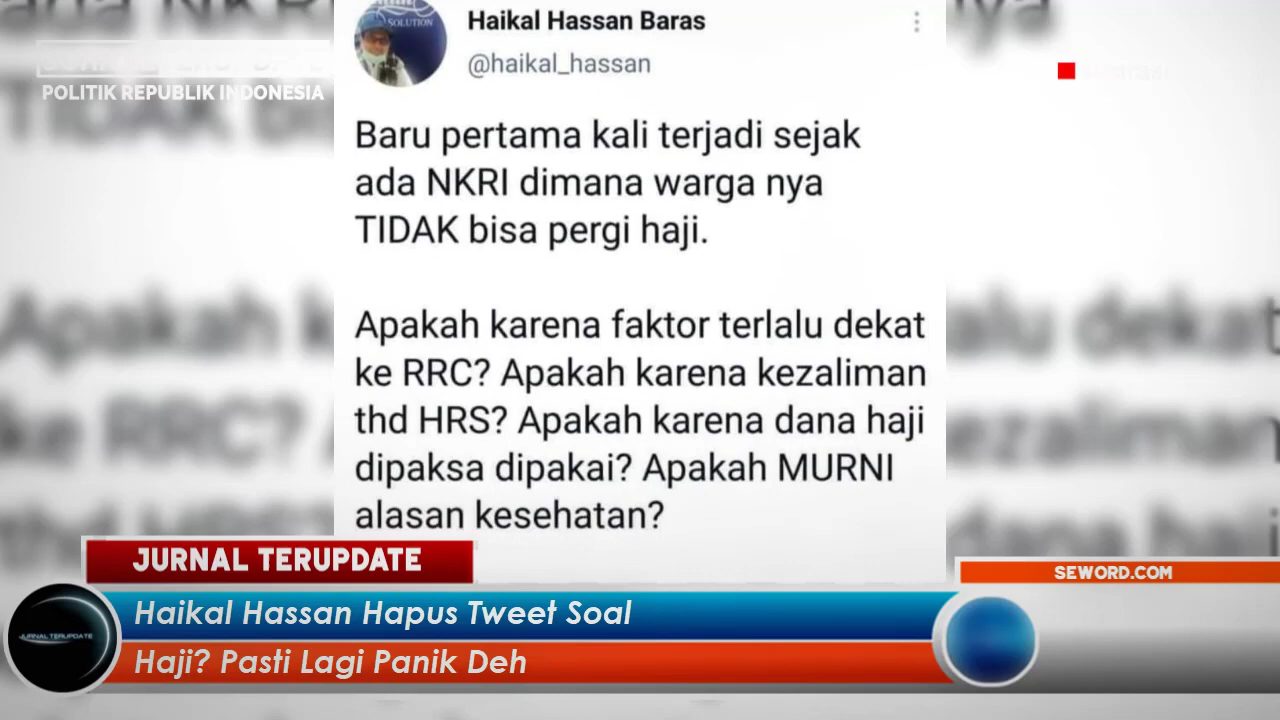 Haikal Hassan Baras
@haikal_hassan
POLITIK REPUBLIK INDONESIA
Baru pertama kali terjadi sejak
ada NKRI dimana warga nya
TIDAK bisa pergi haji.
Apakah karena faktor terlalu dekat
ke RRC? Apakah karena kezaliman
thd HRS? Apakah karena dana haji
dipaksa dipakai? Apakah MURNI
alasan kesehatan?
JURNAL TERUPDATE
SEWORD.COM
Haikal Hassan Hapus Tweet Soal
Haji? Pasti Lagi Panik Deh
JURNAL TERUPDATE
SOLUTION